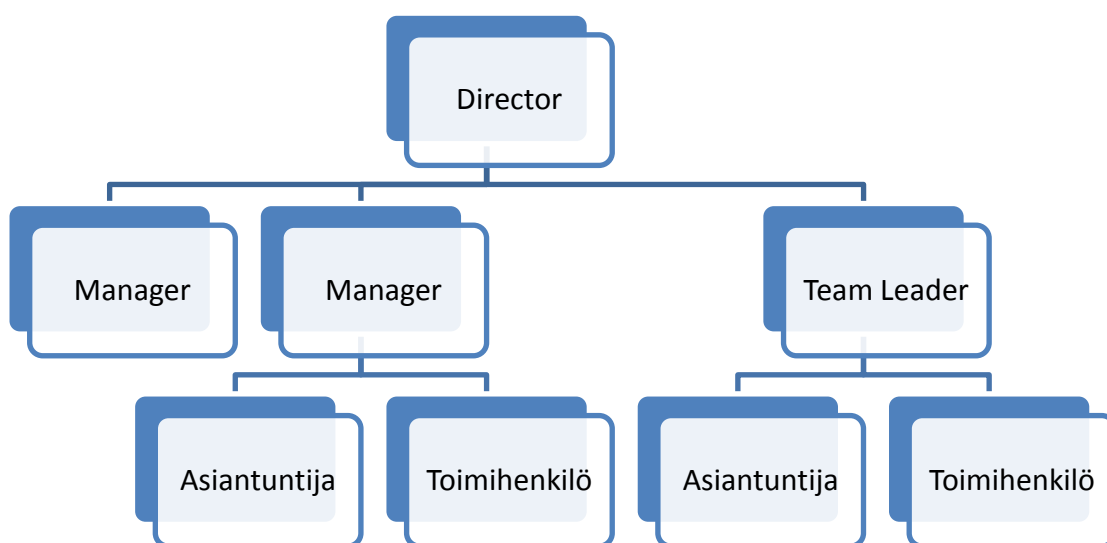 Director
Manager
Manager
Team Leader
Asiantuntija
Toimihenkilö
Asiantuntija
Toimihenkilö